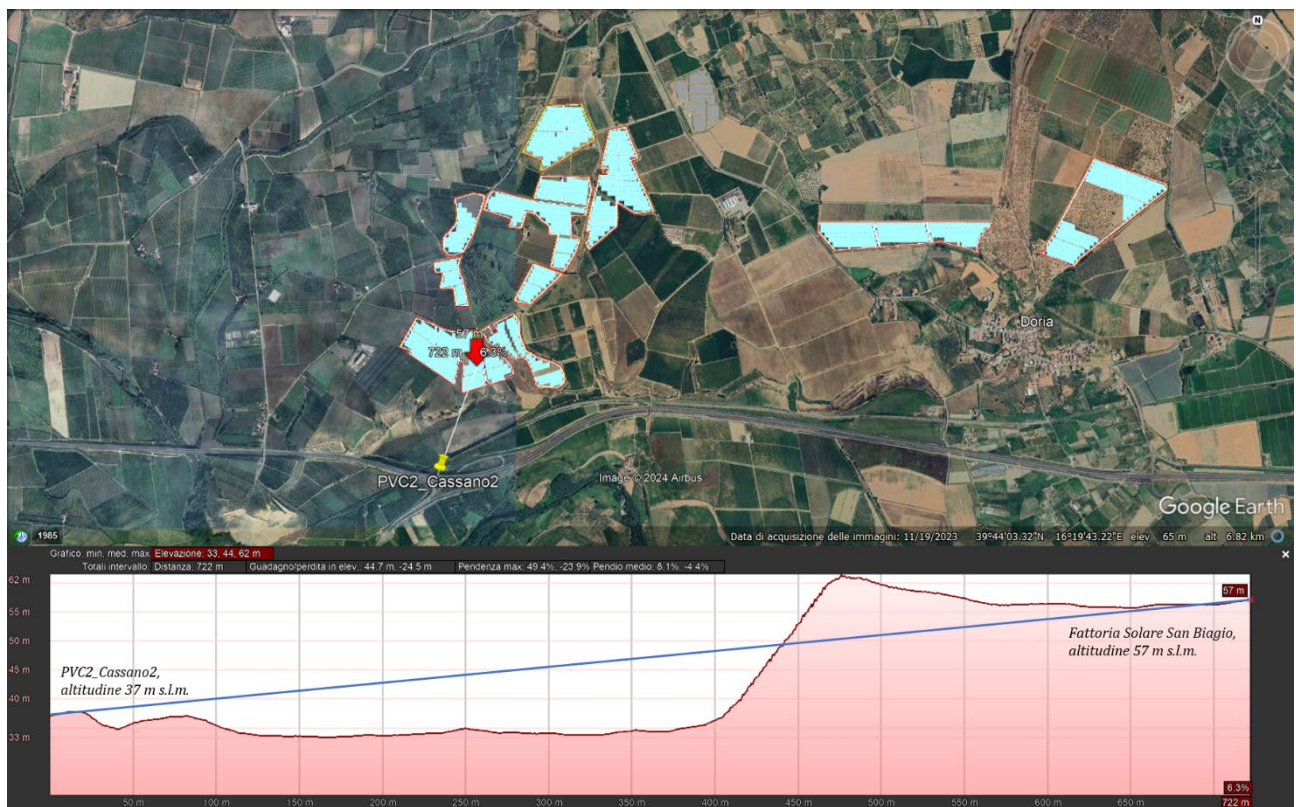 N
57 m
722 m 6.3%
Doria
PVC2_Cassano2
Image © 2024 Airbus
Google Earth
1985
Data di acquisizione delle immagini: 11/19/2023 39°44'03.32"N 16°19'43.22"E elev 65 m alt 6.82 km
Grafico: min. med. max. Elevazione: 33, 44, 62 m
Totali intervallo: Distanza: 722 m Guadagno/perdita in elev.: 44.7 m, -24.5 m Pendenza max: 49.4%, -23.9% Pendio medio: 8.1%, -4.4%
62 m
57 m
55 m
Fattoria Solare San Biagio,
altitudine 57 m s.l.m.
50 m
45 m
PVC2_Cassano2,
altitudine 37 m s.l.m.
40 m
33 m
6.3%
50 m 100 m 150 m 200 m 250 m 300 m 350 m 400 m 450 m 500 m 550 m 600 m 650 m 722 m